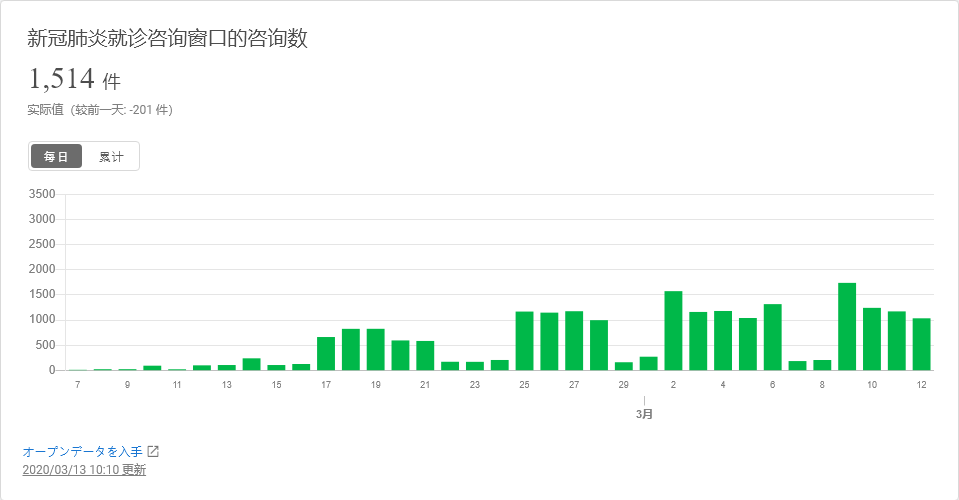 新冠肺炎就诊咨询窗口的咨询数
1,514 件
实际值（较前一天: -201 件）
每日 累计
3500
3000
2500
2000
1500
1000
500
0
7 9 11 13 15 17 19 21 23 25 27 29 2 4 6 8 10 12
3月
オープンデータを入手
2020/03/13 10:10 更新